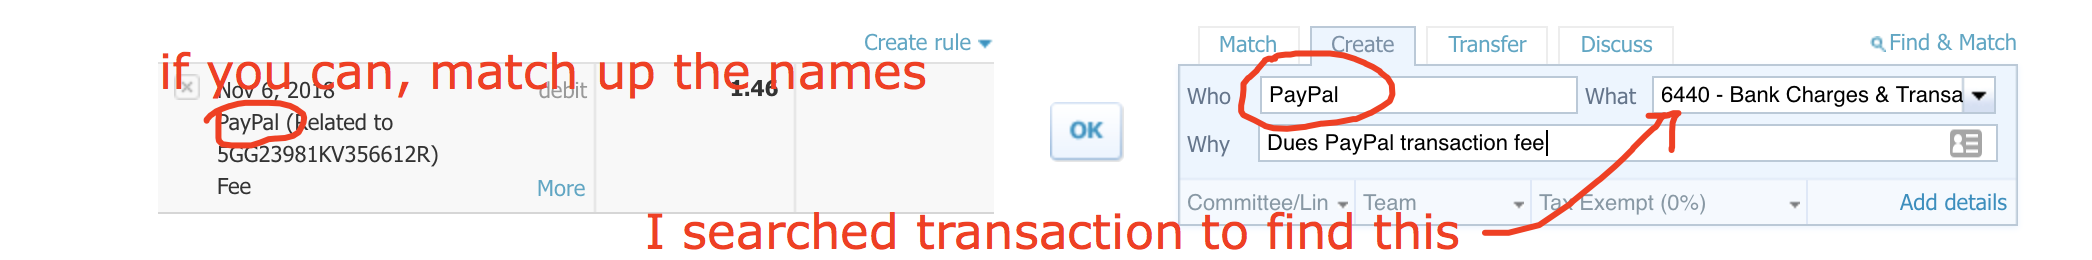 Create rule
if you can, match up the names
Nov 6, 2018 debit 1.46
PayPal (Related to
5GG23981KV356612R)
Fee More
OK
Match Create Transfer Discuss Find & Match
Who PayPal What 6440 - Bank Charges & Transa
Why Dues PayPal transaction fee
Committee/Lin Team Tax Exempt (0%) Add details
I searched transaction to find this